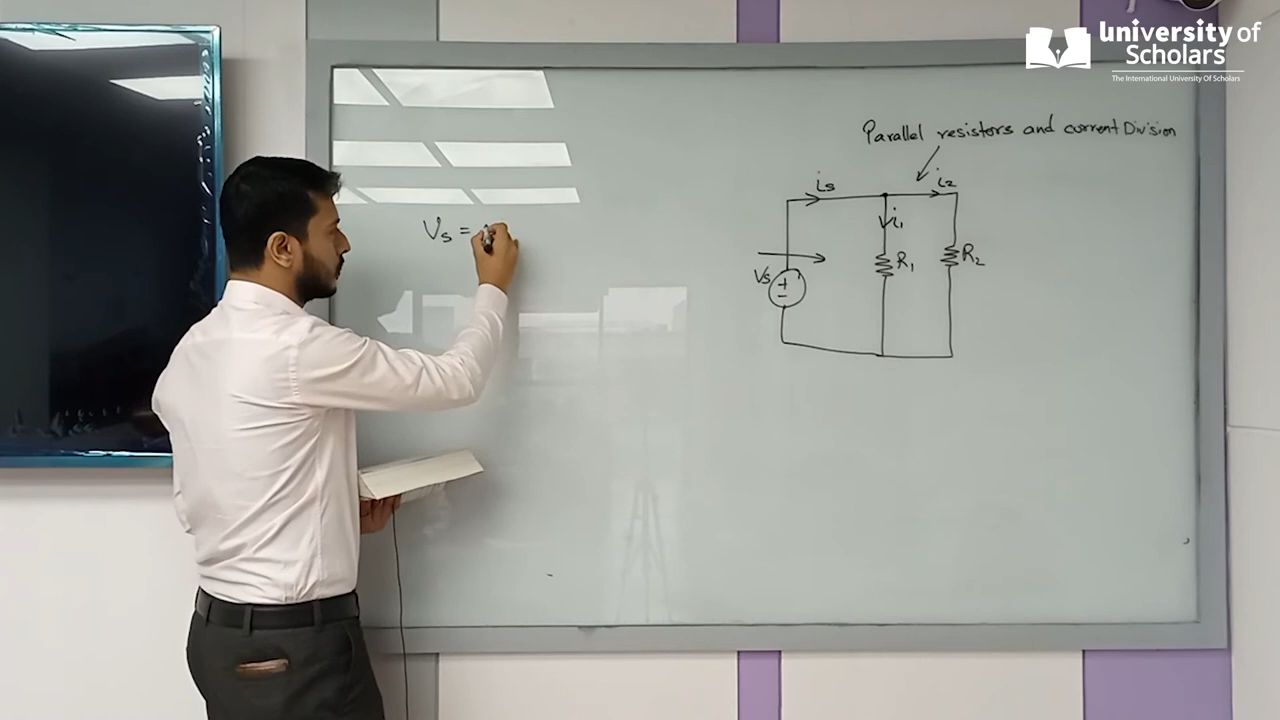 University of
Scholars
The International University Of Scholars
Parallel resistors and current Division
is
i2
Vs =
i1
R1
R2
Vs
+
−